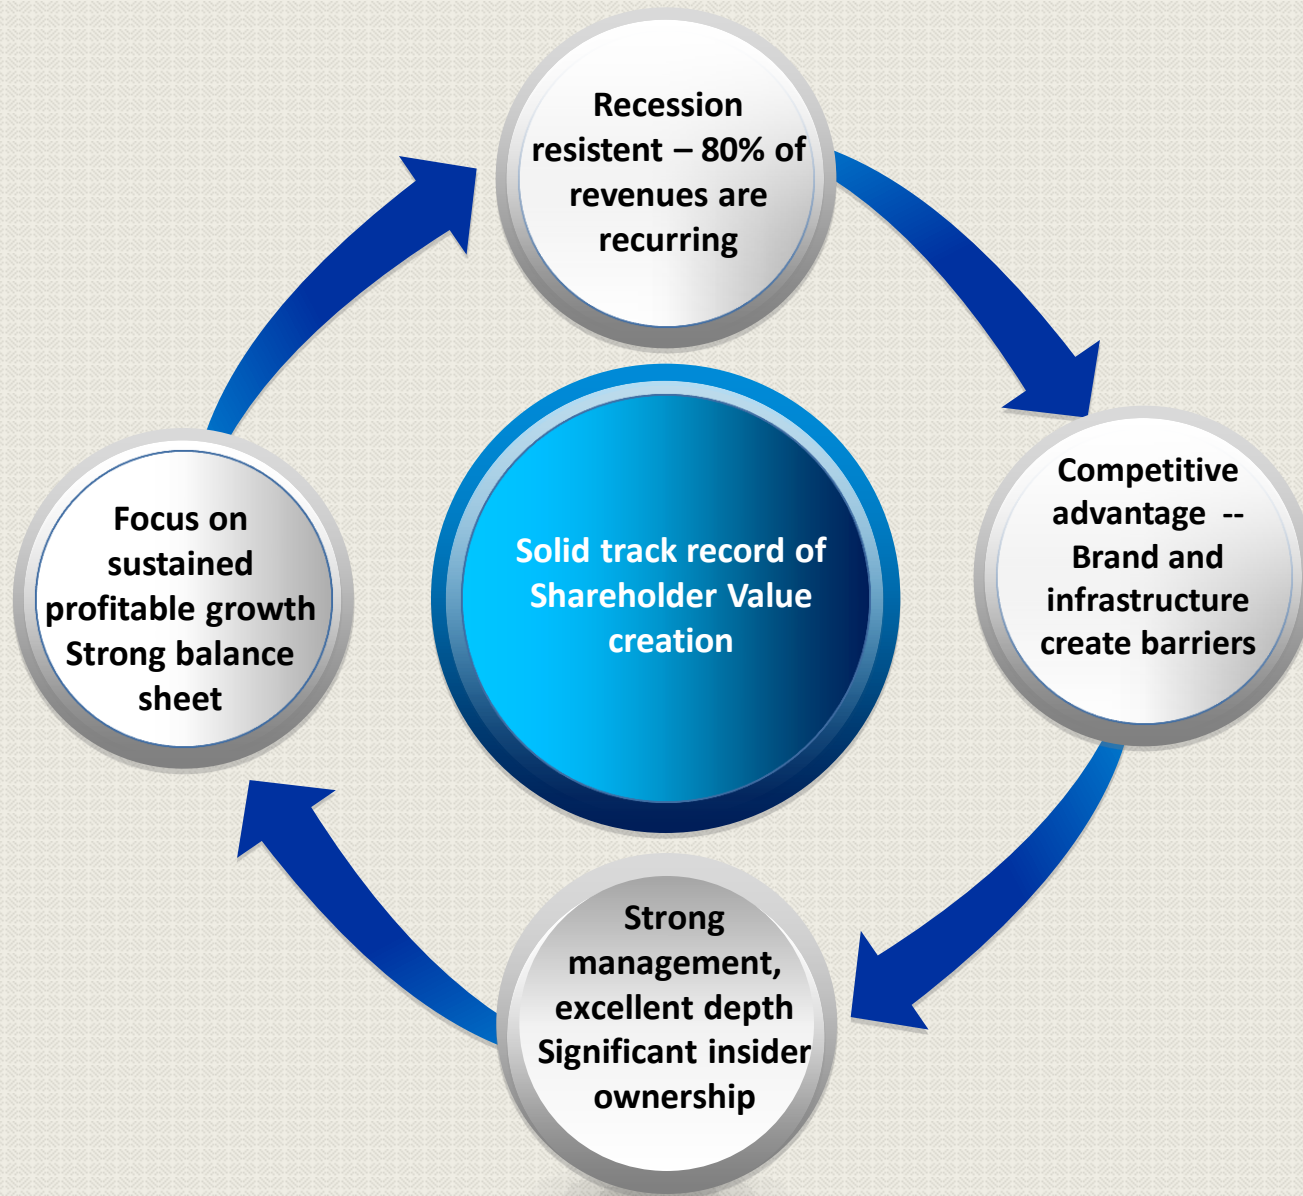 Recession
resistent – 80% of
revenues are
recurring
Competitive
advantage --
Brand and
infrastructure
create barriers
Strong
management,
excellent depth
Significant insider
ownership
Focus on
sustained
profitable growth
Strong balance
sheet
Solid track record of
Shareholder Value
creation